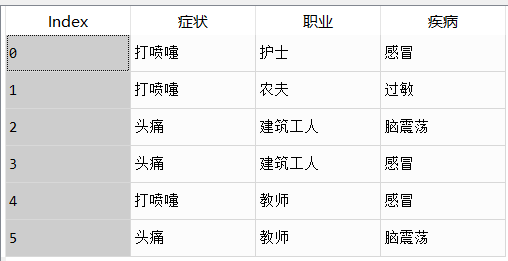 Index 症状 职业 疾病
0 打喷嚏 护士 感冒
1 打喷嚏 农夫 过敏
2 头痛 建筑工人 脑震荡
3 头痛 建筑工人 感冒
4 打喷嚏 教师 感冒
5 头痛 教师 脑震荡